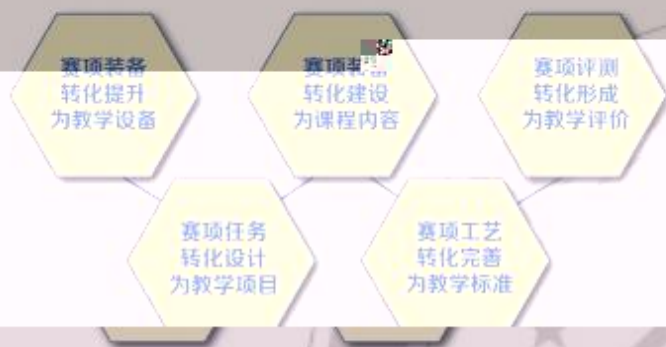 赛项装备
转化提升
为教学设备
赛项
转化建设
为课程内容
赛项评测
转化形成
为教学评价
赛项任务
转化设计
为教学项目
赛项工艺
转化完善
为教学标准